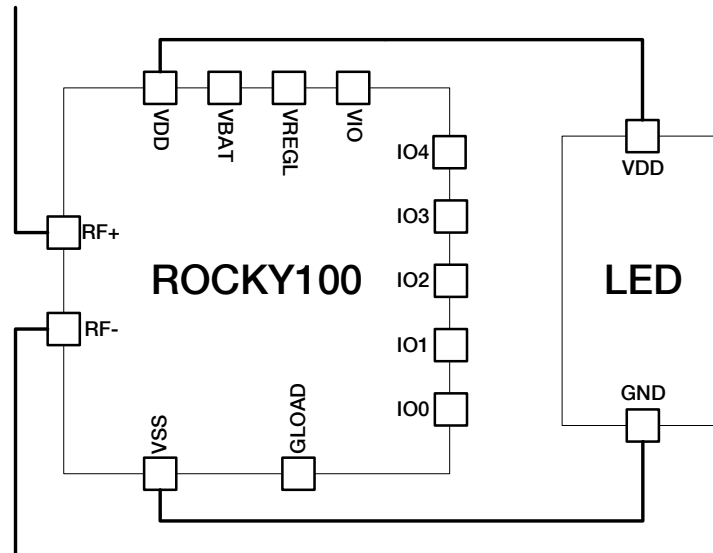 VDD
VBAT
VREGL
VIO
IO4
VDD
RF+
IO3
ROCKY100
IO2
LED
RF-
IO1
GND
IO0
VSS
GLOAD